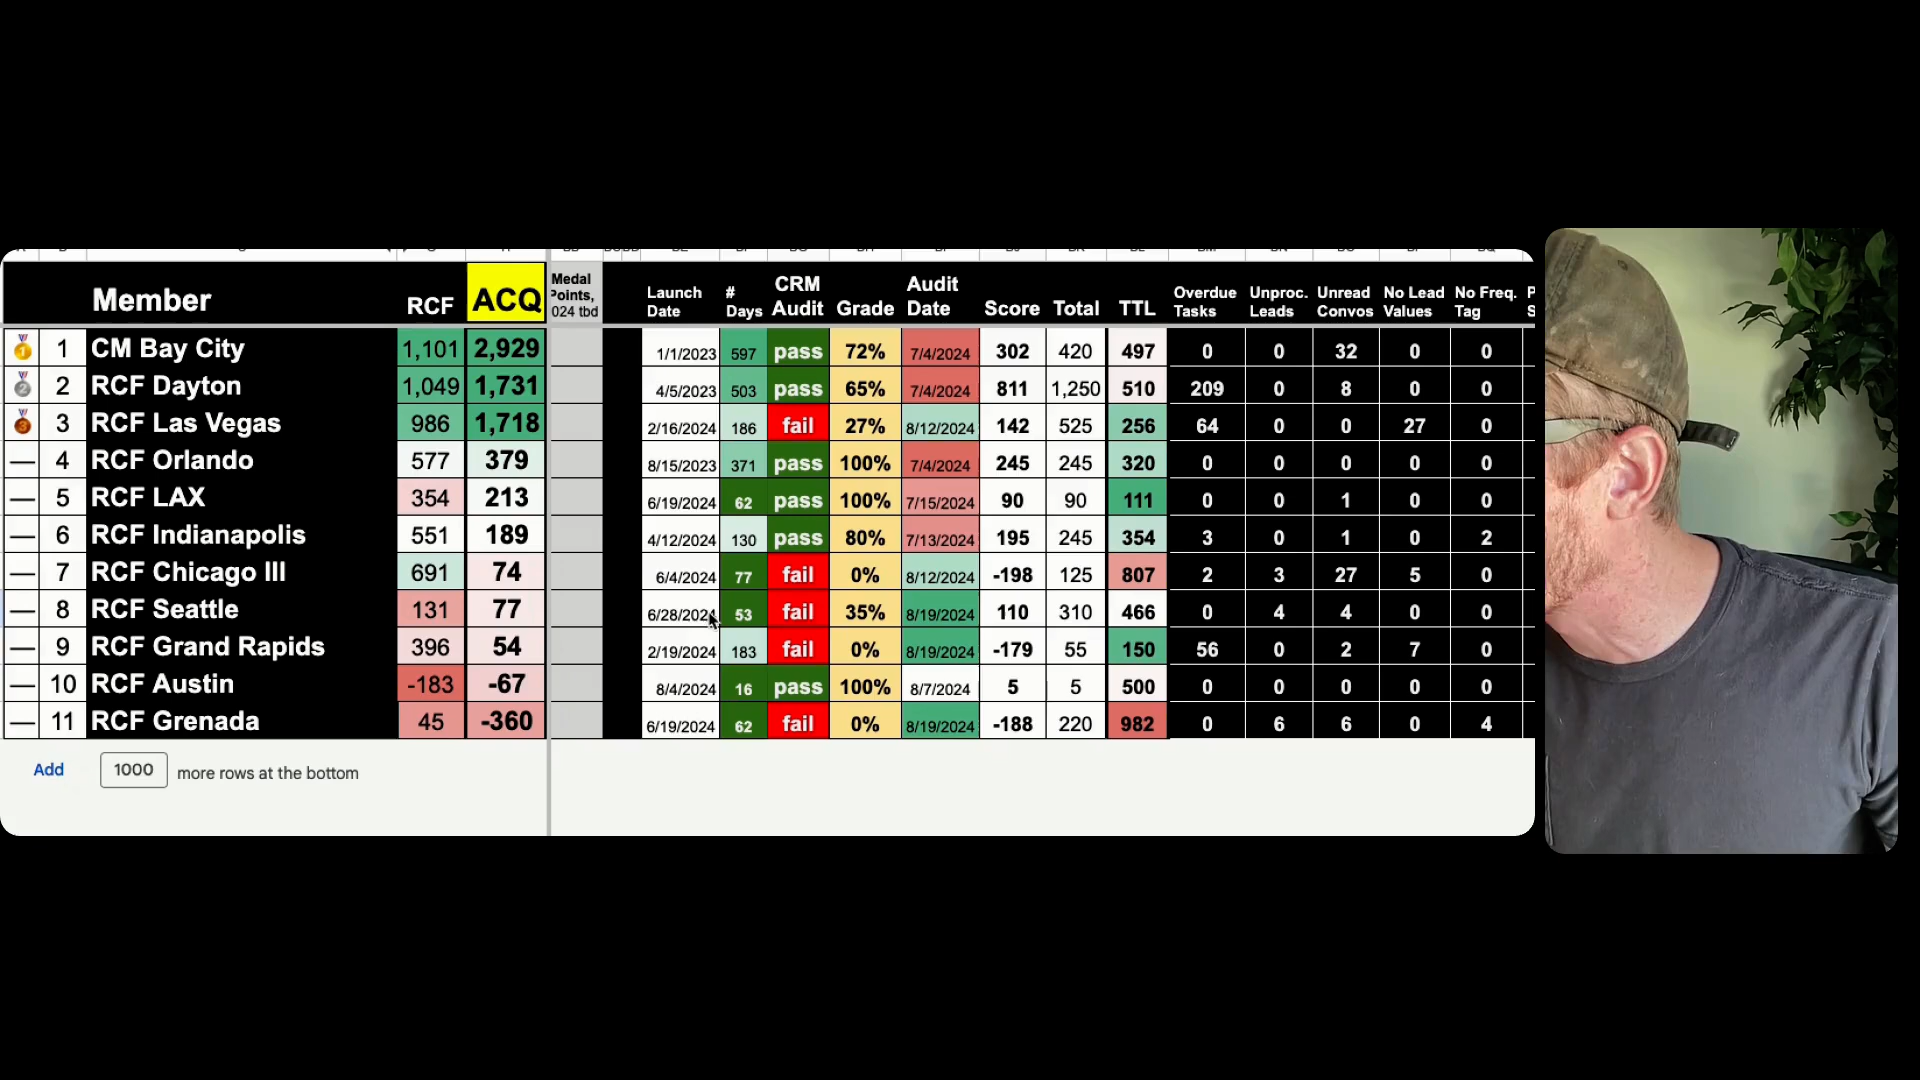 Member RCF ACQ Medal Points, 024 tbd Launch Date # Days CRM Audit Grade Audit Date Score Total TTL Overdue Tasks Unproc. Leads Unread Convos No Lead Values No Freq. Tag
1 CM Bay City 1,101 2,929 1/1/2023 597 pass 72% 7/4/2024 302 420 497 0 0 32 0 0
2 RCF Dayton 1,049 1,731 4/5/2023 503 pass 65% 7/4/2024 811 1,250 510 209 0 8 0 0
3 RCF Las Vegas 986 1,718 2/16/2024 186 fail 27% 8/12/2024 142 525 256 64 0 0 27 0
— 4 RCF Orlando 577 379 8/15/2023 371 pass 100% 7/4/2024 245 245 320 0 0 0 0 0
— 5 RCF LAX 354 213 6/19/2024 62 pass 100% 7/15/2024 90 90 111 0 0 1 0 0
— 6 RCF Indianapolis 551 189 4/12/2024 130 pass 80% 7/13/2024 195 245 354 3 0 1 0 2
— 7 RCF Chicago III 691 74 6/4/2024 77 fail 0% 8/12/2024 -198 125 807 2 3 27 5 0
— 8 RCF Seattle 131 77 6/28/2024 53 fail 35% 8/19/2024 110 310 466 0 4 4 0 0
— 9 RCF Grand Rapids 396 54 2/19/2024 183 fail 0% 8/19/2024 -179 55 150 56 0 2 7 0
— 10 RCF Austin -183 -67 8/4/2024 16 pass 100% 8/7/2024 5 5 500 0 0 0 0 0
— 11 RCF Grenada 45 -360 6/19/2024 62 fail 0% 8/19/2024 -188 220 982 0 6 6 0 4
Add 1000 more rows at the bottom